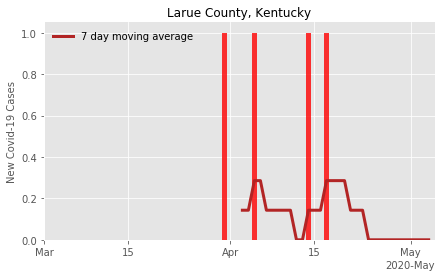 Larue County, Kentucky
7 day moving average
New Covid-19 Cases
1.0
0.8
0.6
0.4
0.2
0.0
Mar 15 Apr 15 May
2020-May